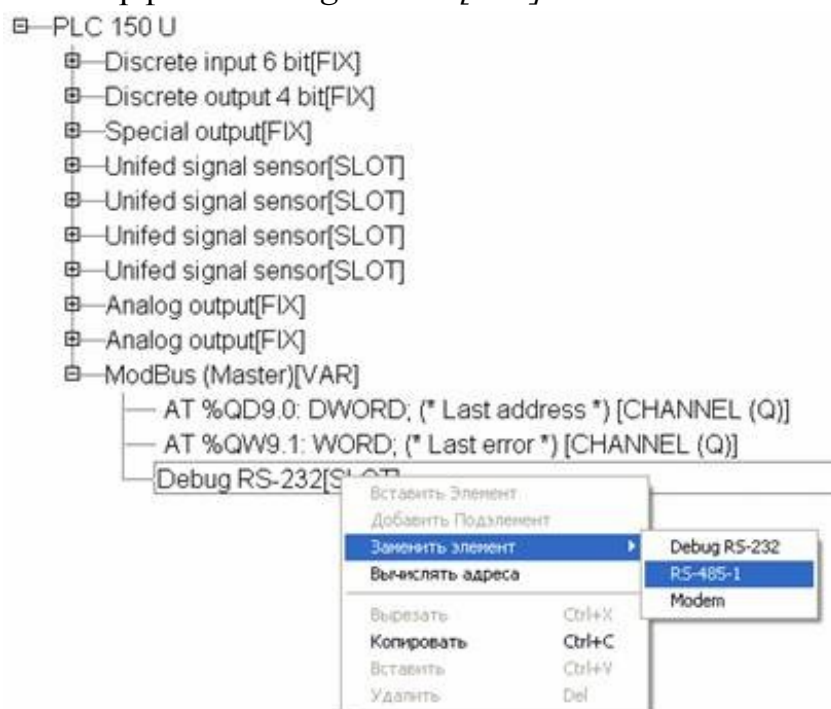 PLC 150 U
Discrete input 6 bit[FIX]
Discrete output 4 bit[FIX]
Special output[FIX]
Unifed signal sensor[SLOT]
Unifed signal sensor[SLOT]
Unifed signal sensor[SLOT]
Unifed signal sensor[SLOT]
Analog output[FIX]
Analog output[FIX]
ModBus (Master)[VAR]
AT %QD9.0: DWORD; (* Last address *) [CHANNEL (Q)]
AT %QW9.1: WORD; (* Last error *) [CHANNEL (Q)]
Debug RS-232[SLOT]
Вставить Элемент
Добавить Подэлемент
Заменить элемент
Debug RS-232
Вычислять адреса
RS-485-1
Modem
Вырезать Ctrl+X
Копировать Ctrl+C
Вставить Ctrl+V
Удалить Del